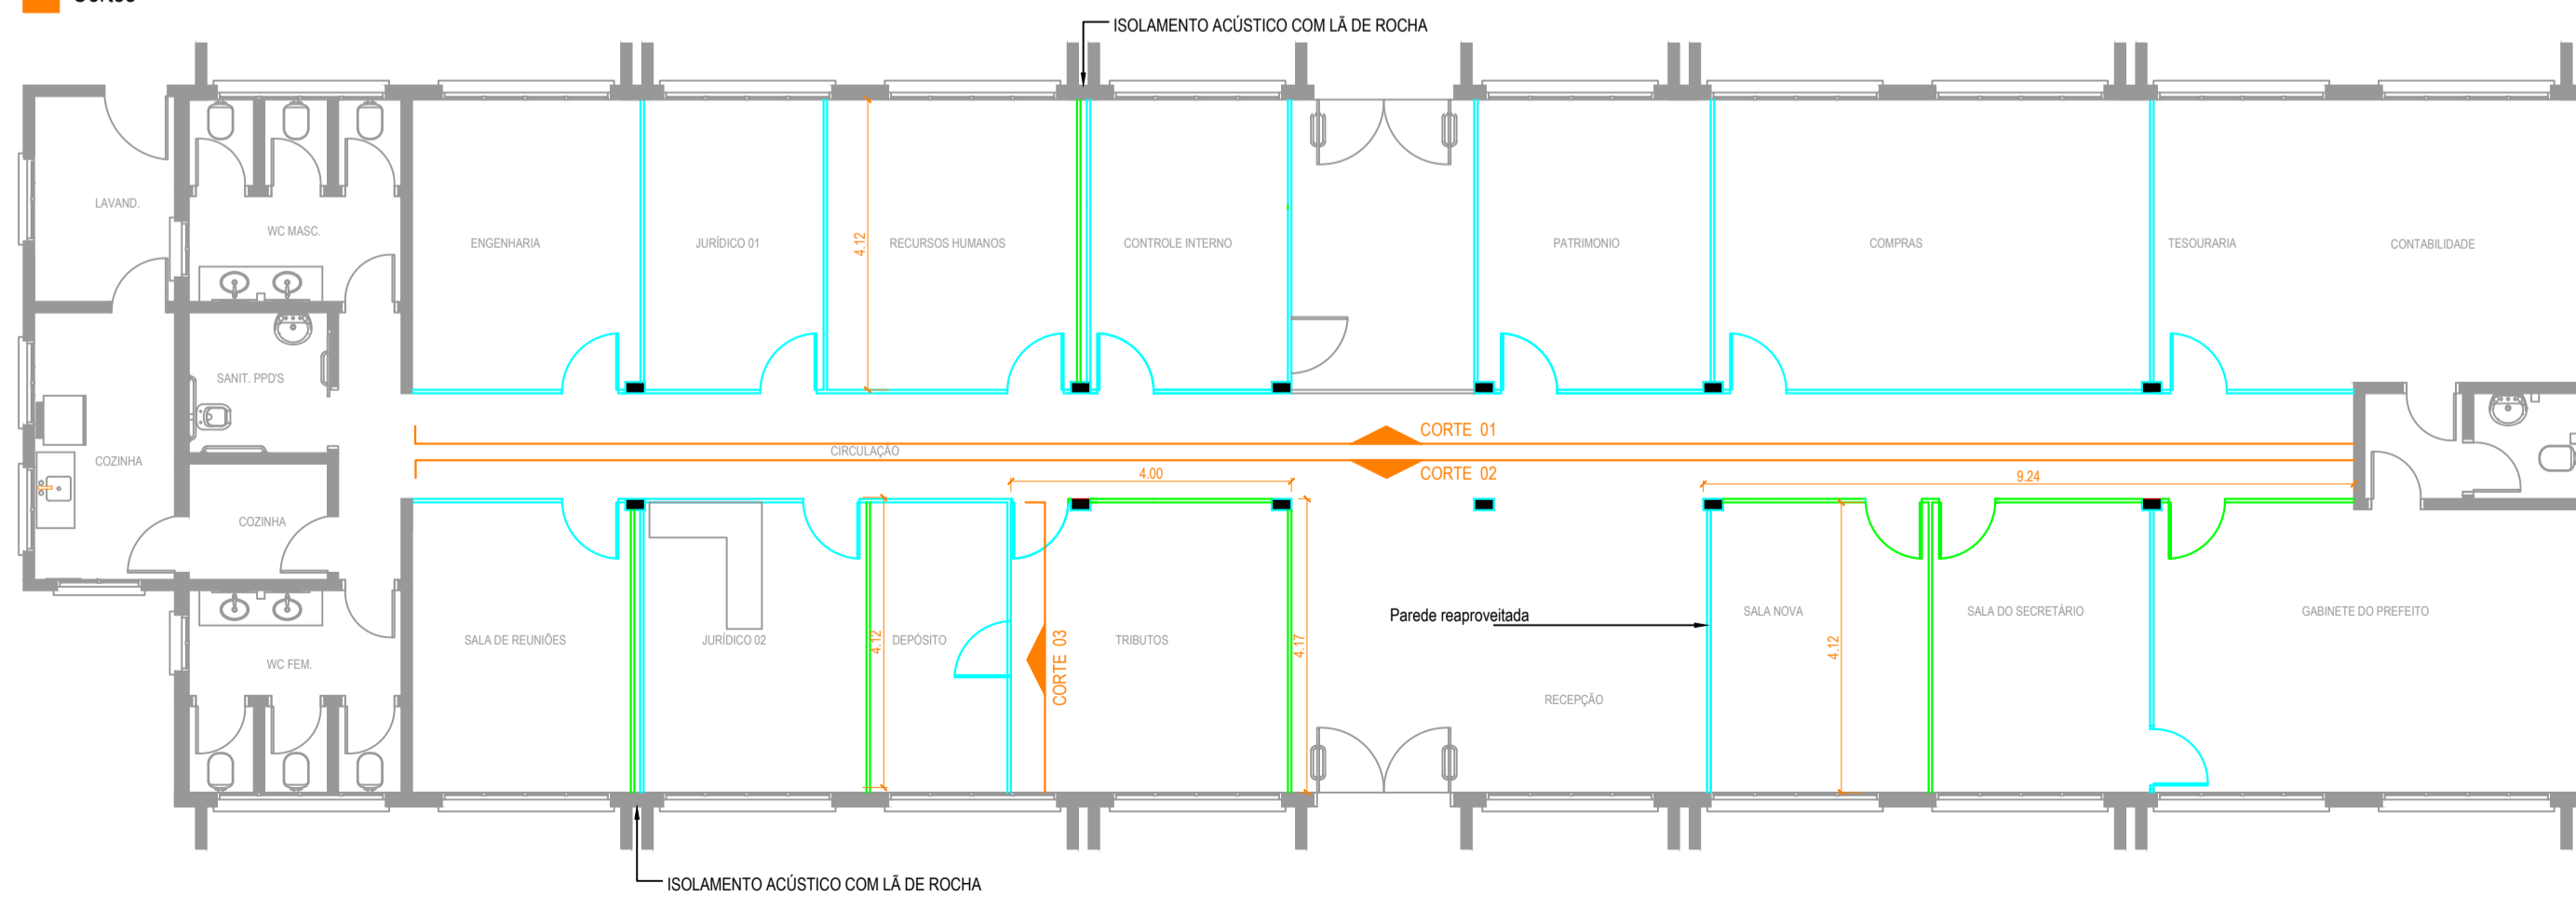 ISOLAMENTO ACÚSTICO COM LÃ DE ROCHA
LAVAND.
WC MASC.
ENGENHARIA
JURÍDICO 01
4.12
RECURSOS HUMANOS
CONTROLE INTERNO
PATRIMONIO
COMPRAS
TESOURARIA
CONTABILIDADE
SANIT. PPD'S
COZINHA
CIRCULAÇÃO
CORTE 01
CORTE 02
4.00
9.24
COZINHA
WC FEM.
SALA DE REUNIÕES
JURÍDICO 02
4.12
DEPÓSITO
CORTE 03
TRIBUTOS
4.17
Parede reaproveitada
RECEPÇÃO
SALA NOVA
4.12
SALA DO SECRETÁRIO
GABINETE DO PREFEITO
ISOLAMENTO ACÚSTICO COM LÃ DE ROCHA